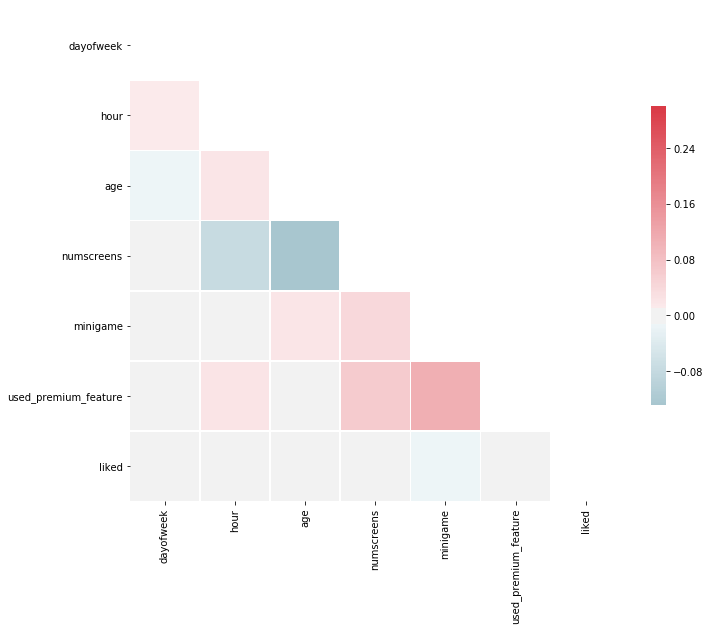 dayofweek
hour
age
numscreens
minigame
used_premium_feature
liked
dayofweek
hour
age
numscreens
minigame
used_premium_feature
liked
0.24
0.16
0.08
0.00
−0.08